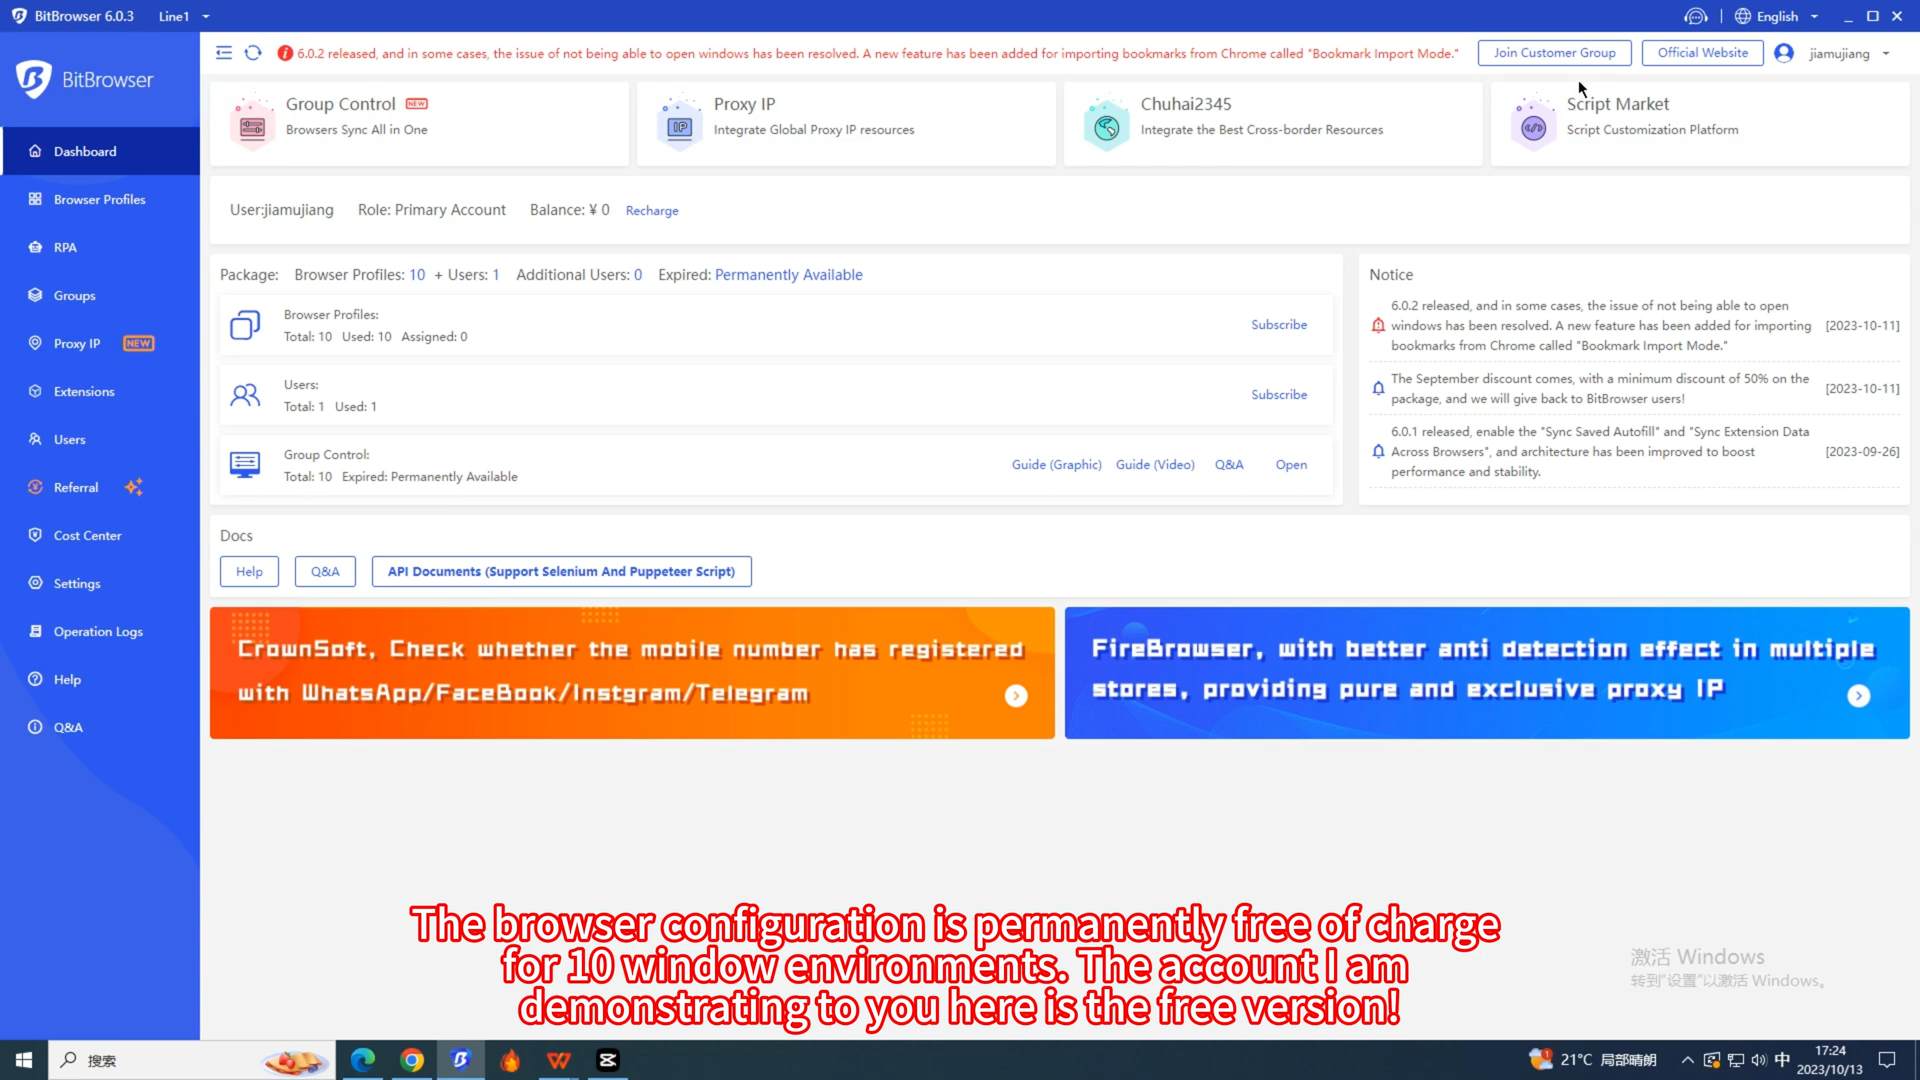 BitBrowser 6.0.3 Line1
English
BitBrowser
6.0.2 released, and in some cases, the issue of not being able to open windows has been resolved. A new feature has been added for importing bookmarks from Chrome called "Bookmark Import Mode."
Join Customer Group
Official Website
jiamujiang
Group Control NEW
Browsers Sync All in One
Proxy IP
Integrate Global Proxy IP resources
IP
Chuhai2345
Integrate the Best Cross-border Resources
Script Market
Script Customization Platform
Dashboard
Browser Profiles
RPA
Groups
Proxy IP NEW
Extensions
Users
Referral
Cost Center
Settings
Operation Logs
Help
Q&A
User:jiamujiang Role: Primary Account Balance: ¥ 0 Recharge
Package: Browser Profiles: 10 + Users: 1 Additional Users: 0 Expired: Permanently Available
Browser Profiles:
Total: 10 Used: 10 Assigned: 0
Subscribe
Users:
Total: 1 Used: 1
Subscribe
Group Control:
Total: 10 Expired: Permanently Available
Guide (Graphic) Guide (Video) Q&A Open
Notice
6.0.2 released, and in some cases, the issue of not being able to open
windows has been resolved. A new feature has been added for importing
bookmarks from Chrome called "Bookmark Import Mode."
[2023-10-11]
The September discount comes, with a minimum discount of 50% on the
package, and we will give back to BitBrowser users!
[2023-10-11]
6.0.1 released, enable the "Sync Saved Autofill" and "Sync Extension Data
Across Browsers", and architecture has been improved to boost
performance and stability.
[2023-09-26]
Docs
Help
Q&A
API Documents (Support Selenium And Puppeteer Script)
CrownSoft, Check whether the mobile number has registered
with WhatsApp/FaceBook/Instgram/Telegram
FireBrowser, with better anti detection effect in multiple
stores, providing pure and exclusive proxy IP
The browser configuration is permanently free of charge
for 10 window environments. The account I am
demonstrating to you here is the free version!
激活 Windows
转到"设置"以激活 Windows。
搜索
21°C 局部晴朗
中
17:24
2023/10/13